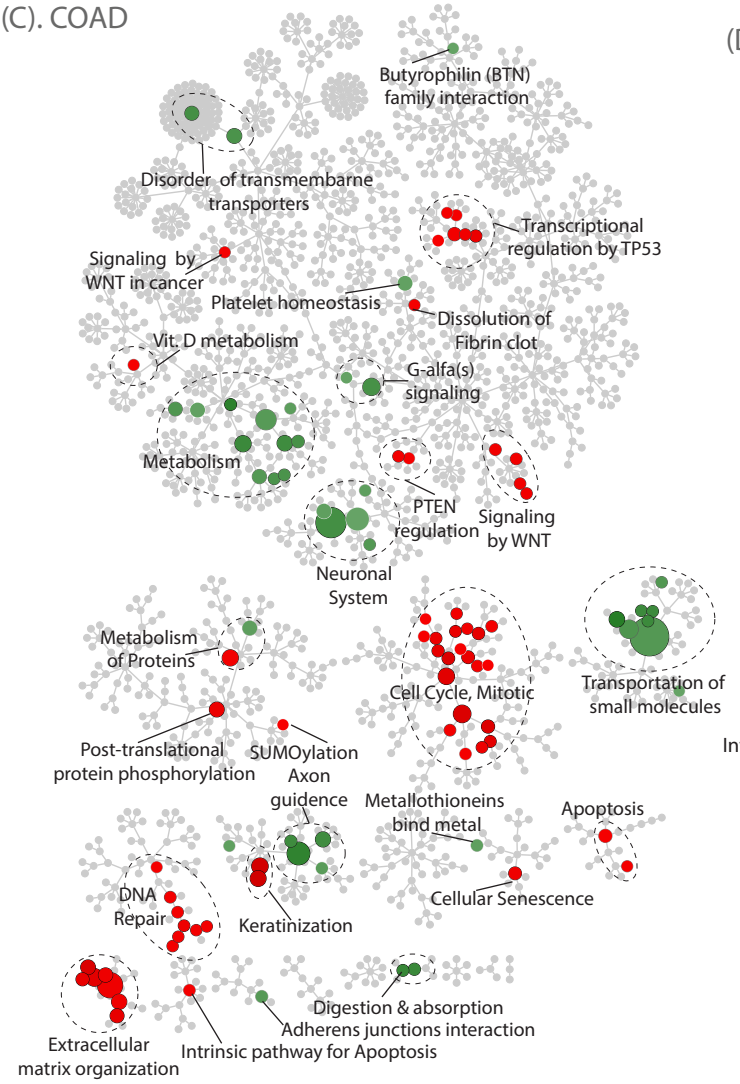 (C). COAD
(D
Butyrophilin (BTN)
family interaction
Disorder of transmembarne
transporters
Transcriptional
regulation by TP53
Signaling by
WNT in cancer
Platelet homeostasis
Dissolution of
Fibrin clot
Vit. D metabolism
G-alfa(s)
signaling
Metabolism
PTEN
regulation
Signaling
by WNT
Neuronal
System
Metabolism
of Proteins
Cell Cycle, Mitotic
Transportation of
small molecules
Post-translational
protein phosphorylation
SUMOylation
Axon
guidence
Int
Metallothioneins
bind metal
Apoptosis
DNA
Repair
Keratinization
Cellular Senescence
Digestion & absorption
Adherens junctions interaction
Extracellular
matrix organization
Intrinsic pathway for Apoptosis